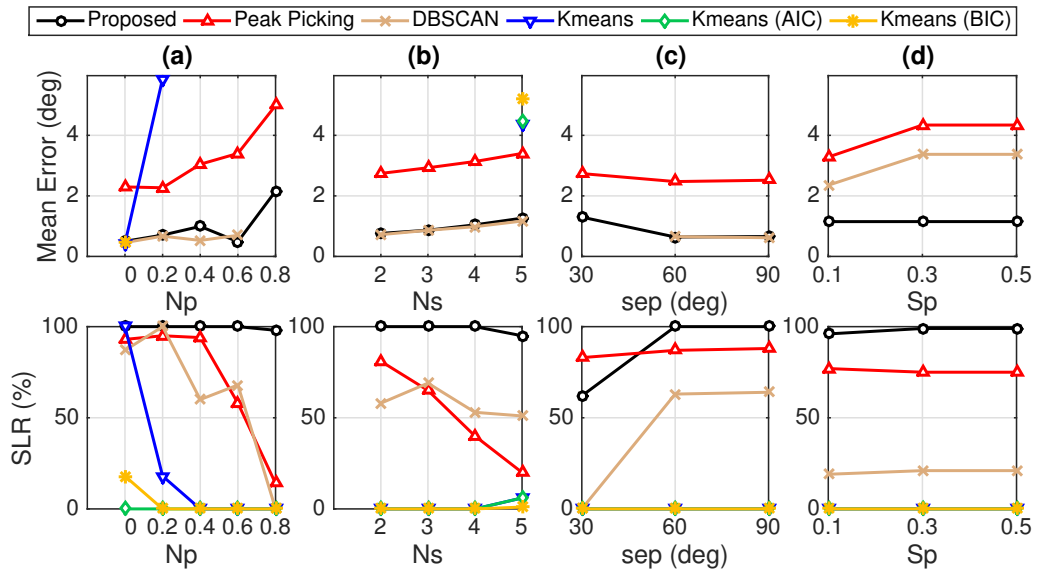 Proposed Peak Picking DBSCAN Kmeans Kmeans (AIC) Kmeans (BIC)
(a) (b) (c) (d)
Mean Error (deg)
4 4 4 4
2 2 2 2
0 0 0 0
0 0.2 0.4 0.6 0.8 2 3 4 5 30 60 90 0.1 0.3 0.5
Np Ns sep (deg) Sp
SLR (%)
100 100 100 100
50 50 50 50
0 0 0 0
0 0.2 0.4 0.6 0.8 2 3 4 5 30 60 90 0.1 0.3 0.5
Np Ns sep (deg) Sp